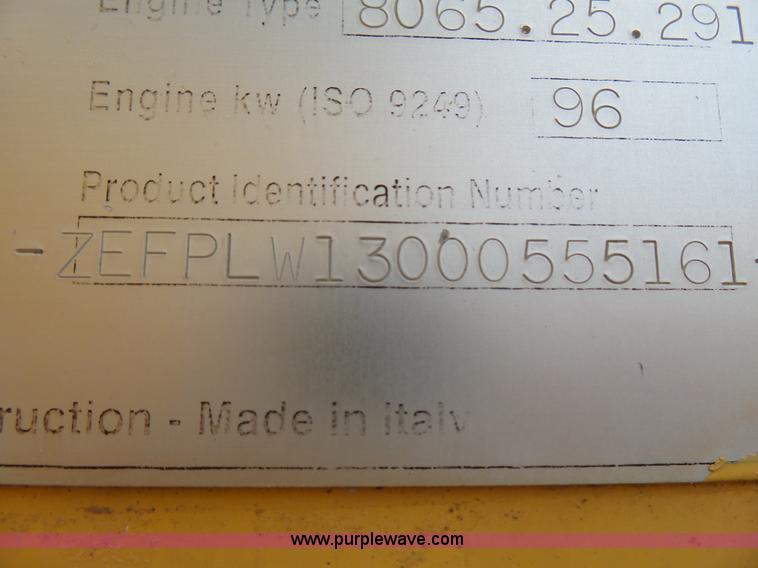 Engine Type 8065.25.291
Engine kw (ISO 9249) 96
Product Identification Number
-ZEFPLW13000555161-
ruction - Made in Italy
www.purplewave.com